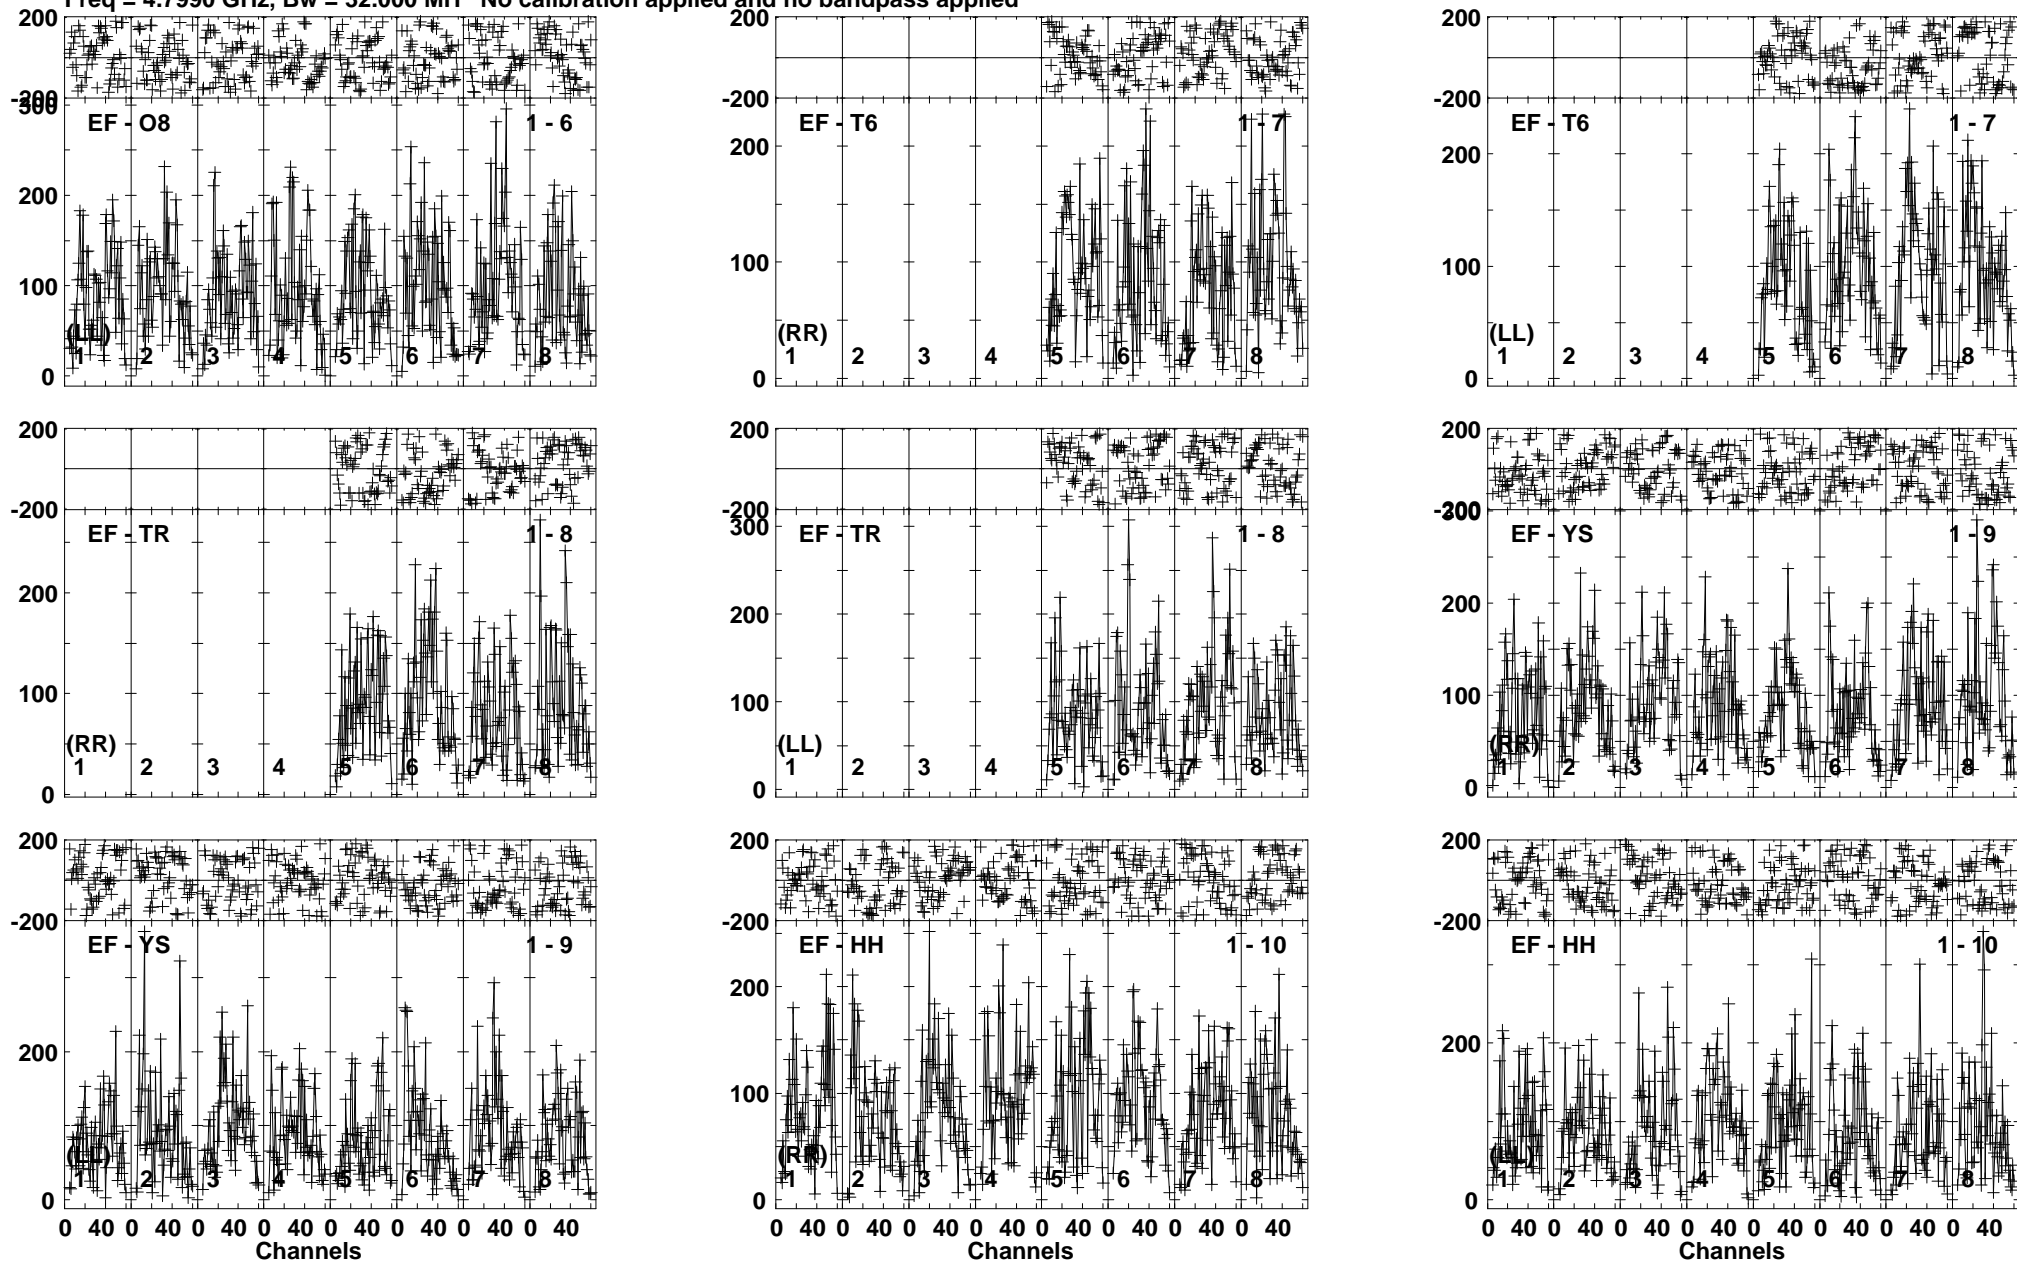 Freq = 4.7990 GHz, Bw = 32.000 MH No calibration applied and no bandpass applied
200 200 200
-200 -200 -200
300
EF - O8 1 - 6 EF - T6 1 - 7 EF - T6 1 - 7
200 200 200
100 100 100
(LL) (RR) (LL)
1 2 3 4 5 6 7 8 1 2 3 4 5 6 7 8 1 2 3 4 5 6 7 8
0 0 0
200 200 200
-200 -200 -200
300 300
EF - TR 1 - 8 EF - TR 1 - 8 EF - YS 1 - 9
200 200 200
100 100 100
(RR) (LL) (RR)
1 2 3 4 5 6 7 8 1 2 3 4 5 6 7 8 1 2 3 4 5 6 7 8
0 0 0
200 200 200
-200 -200 -200
EF - YS 1 - 9 EF - HH 1 - 10 EF - HH 1 - 10
200 200 200
100
(LL) (RR) (LL)
1 2 3 4 5 6 7 8 1 2 3 4 5 6 7 8 1 2 3 4 5 6 7 8
0 0 0
0 40 0 40 0 40 0 40 0 40 0 40 0 40 0 40 0 40 0 40 0 40 0 40 0 40 0 40 0 40 0 40 0 40 0 40 0 40 0 40 0 40 0 40 0 40 0 40
Channels Channels Channels